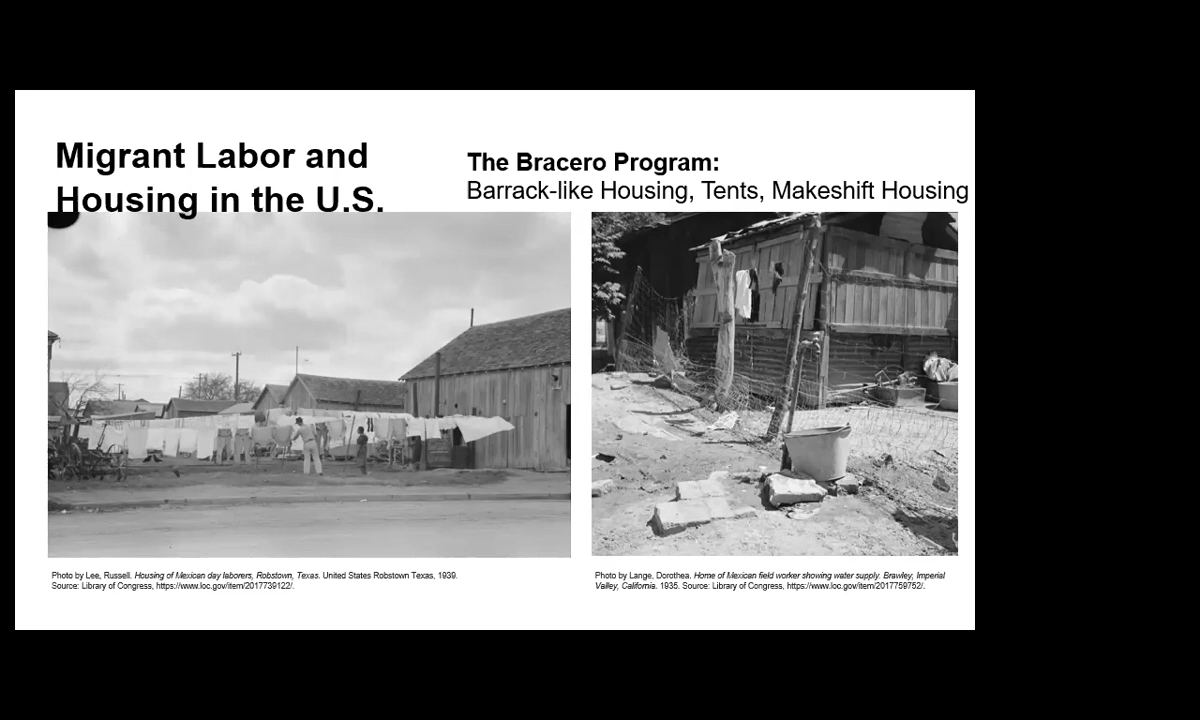 Migrant Labor and
Housing in the U.S.
The Bracero Program:
Barrack-like Housing, Tents, Makeshift Housing
Photo by Lee, Russell. Housing of Mexican day laborers, Robstown, Texas. United States Robstown Texas, 1939.
Source: Library of Congress, https://www.loc.gov/item/2017739122/.
Photo by Lange, Dorothea. Home of Mexican field worker showing water supply. Brawley, Imperial
Valley, California. 1935. Source: Library of Congress, https://www.loc.gov/item/2017759752/.